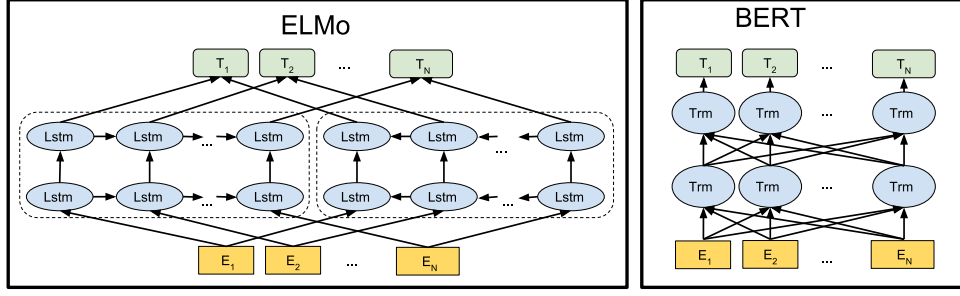 ELMo
T1 T2 ... TN
Lstm Lstm ... Lstm Lstm Lstm ... Lstm
Lstm Lstm ... Lstm Lstm Lstm ... Lstm
E1 E2 ... EN
BERT
T1 T2 ... TN
Trm Trm ... Trm
Trm Trm ... Trm
E1 E2 ... EN